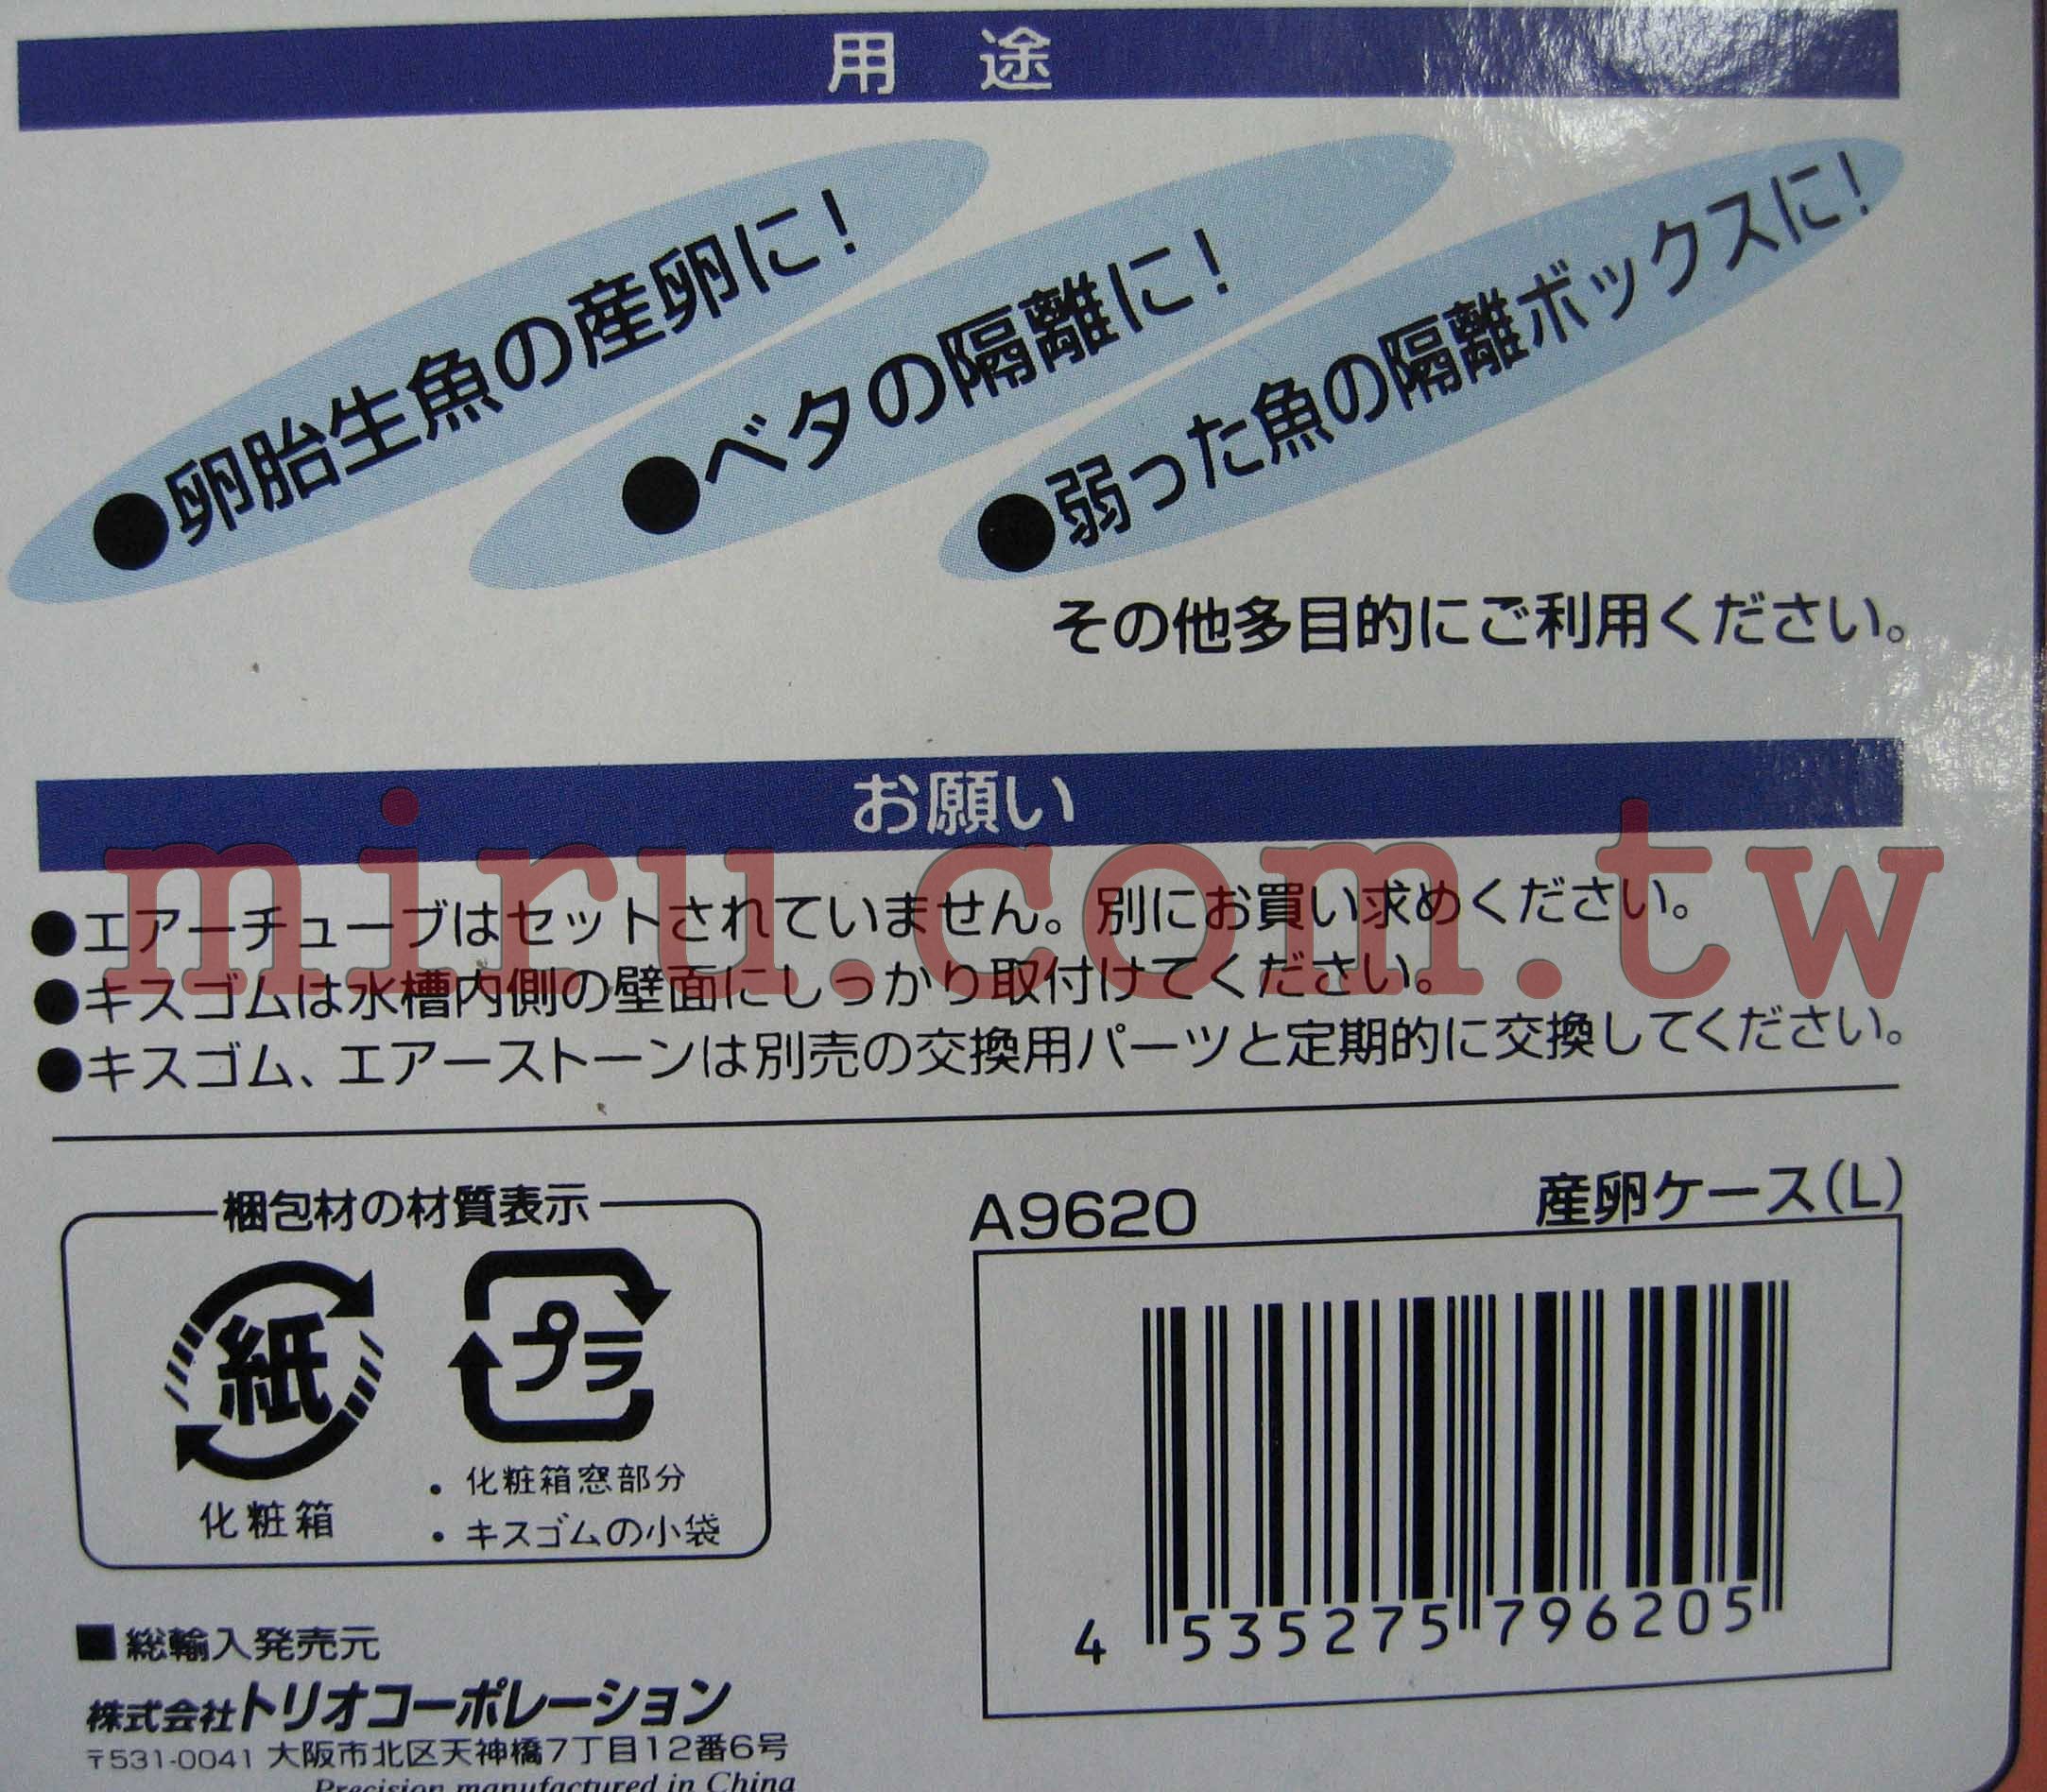 用 途
●卵胎生魚の産卵に!
●ベタの隔離に!
●弱った魚の隔離ボックスに!
その他多目的にご利用ください。
お願い
miru.com.tw
●エアーチューブはセットされていません。別にお買い求めください。
●キスゴムは水槽内側の壁面にしっかり取付けてください。
●キスゴム、エアーストーンは別売の交換用パーツと定期的に交換してください。
梱包材の材質表示
紙
プラ
化粧箱
・化粧箱窓部分
・キスゴムの小袋
A9620 産卵ケース(L)
4 535275 796205
■総輸入発売元
株式会社トリオコーポレーション
〒531-0041 大阪市北区天神橋7丁目12番6号
Precision manufactured in China